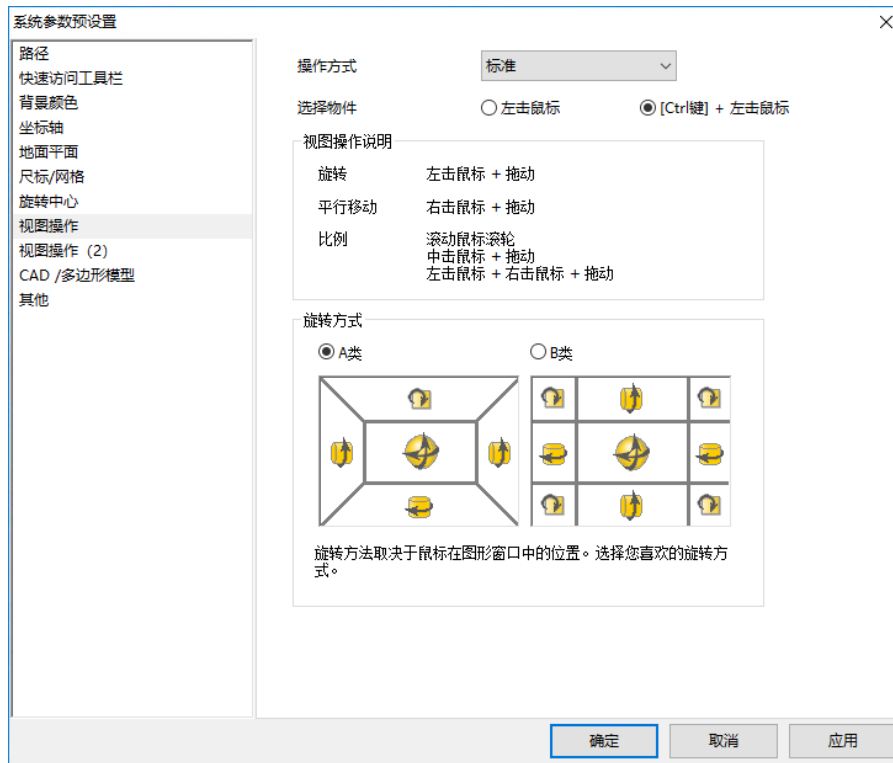 系统参数预设置
路径
快速访问工具栏
背景颜色
坐标轴
地面平面
尺标/网格
旋转中心
视图操作
视图操作（2）
CAD /多边形模型
其他
操作方式 标准
选择物件 左击鼠标 [Ctrl键] + 左击鼠标
视图操作说明
旋转 左击鼠标 + 拖动
平行移动 右击鼠标 + 拖动
比例 滚动鼠标滚轮
中击鼠标 + 拖动
左击鼠标 + 右击鼠标 + 拖动
旋转方式
A类 B类
旋转方法取决于鼠标在图形窗口中的位置。选择您喜欢的旋转方
式。
确定 取消 应用